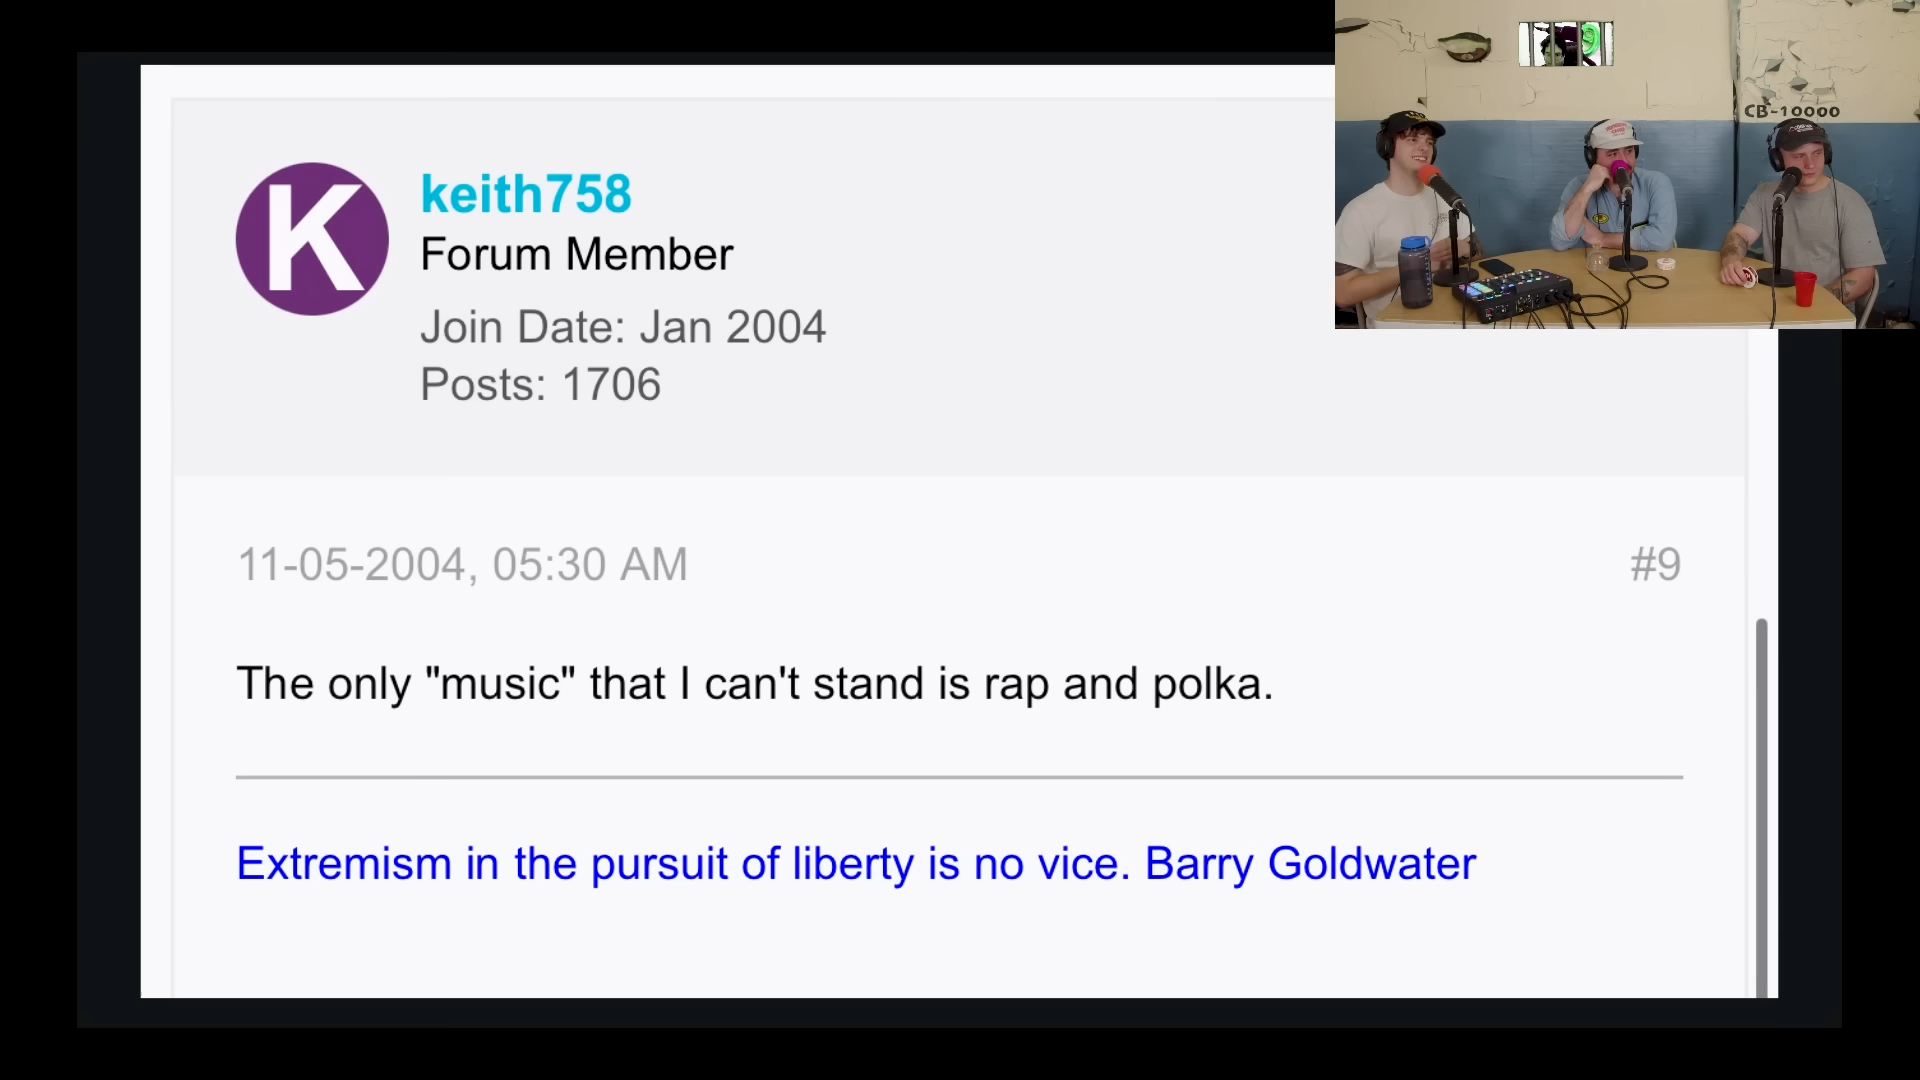 K
keith758
Forum Member
Join Date: Jan 2004
Posts: 1706
CB-10000
11-05-2004, 05:30 AM
#9
The only "music" that I can't stand is rap and polka.
Extremism in the pursuit of liberty is no vice. Barry Goldwater